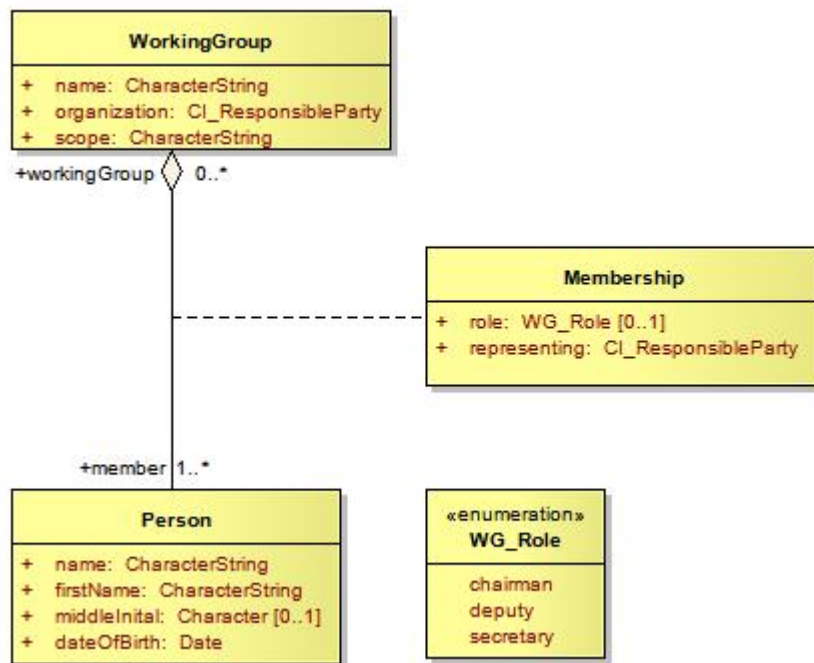 WorkingGroup
+ name: CharacterString
+ organization: CI_ResponsibleParty
+ scope: CharacterString
+workingGroup 0..*
Membership
+ role: WG_Role [0..1]
+ representing: CI_ResponsibleParty
+member 1..*
Person
+ name: CharacterString
+ firstName: CharacterString
+ middleInital: Character [0..1]
+ dateOfBirth: Date
«enumeration»
WG_Role
chairman
deputy
secretary